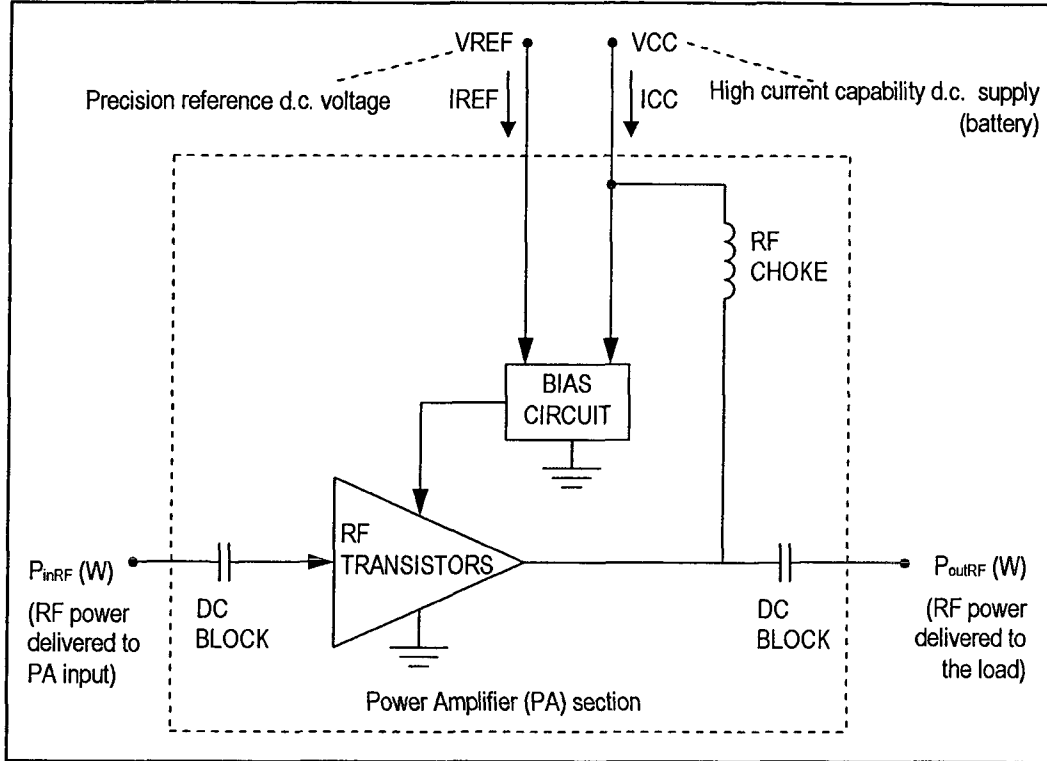 VREF
VCC
Precision reference d.c. voltage
IREF
ICC
High current capability d.c. supply
(battery)
RF
CHOKE
BIAS
CIRCUIT
RF
TRANSISTORS
PinRF (W)
(RF power
delivered to
PA input)
DC
BLOCK
DC
BLOCK
PoutRF (W)
(RF power
delivered to
the load)
Power Amplifier (PA) section